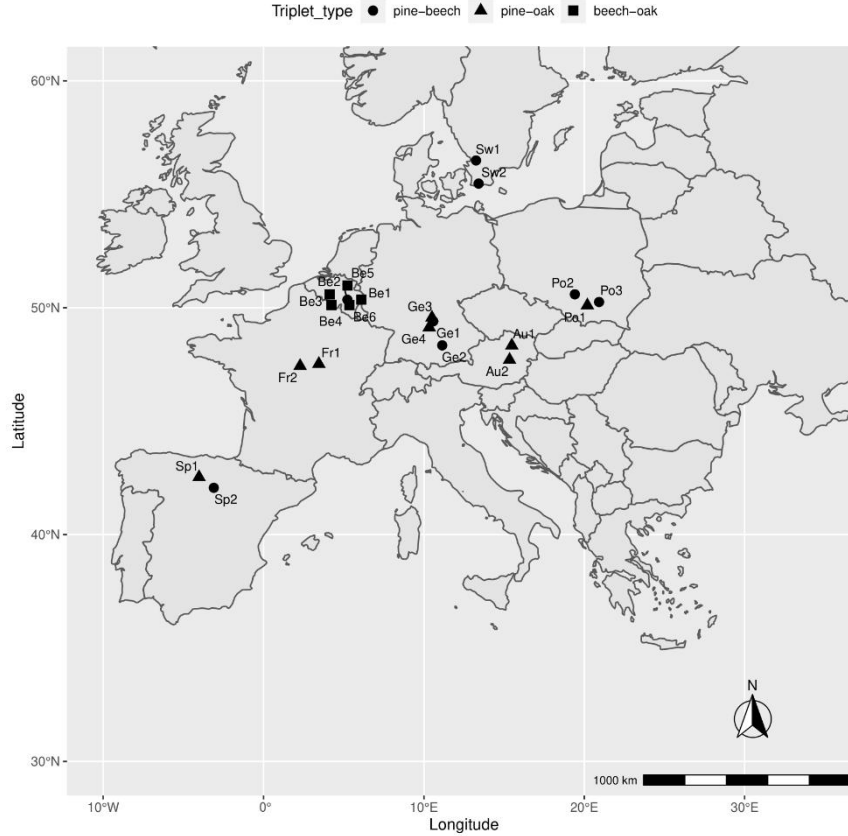 Triplet_type pine−beech pine−oak beech−oak
60°N
Sw1
Sw2
Be5
Be2
Po2
50°N
Be3
Be1
Po3
Be4
Be6
Ge3
Po1
Ge1
Au1
Ge4
Fr1
Ge2
Fr2
Au2
Latitude
Sp1
Sp2
40°N
N
30°N
1000 km
10°W
0°
10°E
20°E
30°E
Longitude